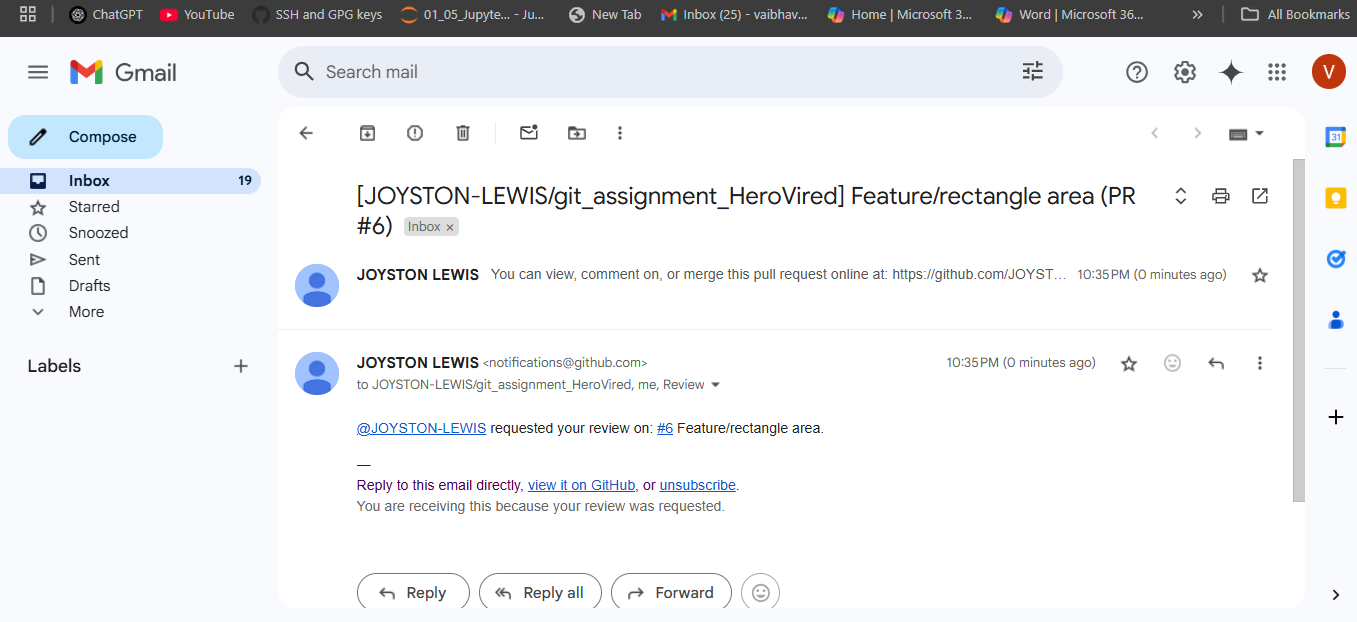 ChatGPT YouTube SSH and GPG keys 01_05_Jupyte... - Ju... New Tab Inbox (25) - vaibhav... Home | Microsoft 3... Word | Microsoft 36... » All Bookmarks
Gmail Search mail V
Compose
Inbox 19
Starred
Snoozed
Sent
Drafts
More
Labels
[JOYSTON-LEWIS/git_assignment_HeroVired] Feature/rectangle area (PR
#6) Inbox ×
JOYSTON LEWIS You can view, comment on, or merge this pull request online at: https://github.com/JOYST… 10:35 PM (0 minutes ago)
JOYSTON LEWIS <notifications@github.com> 10:35 PM (0 minutes ago)
to JOYSTON-LEWIS/git_assignment_HeroVired, me, Review
@JOYSTON-LEWIS requested your review on: #6 Feature/rectangle area.
—
Reply to this email directly, view it on GitHub, or unsubscribe.
You are receiving this because your review was requested.
Reply Reply all Forward
31